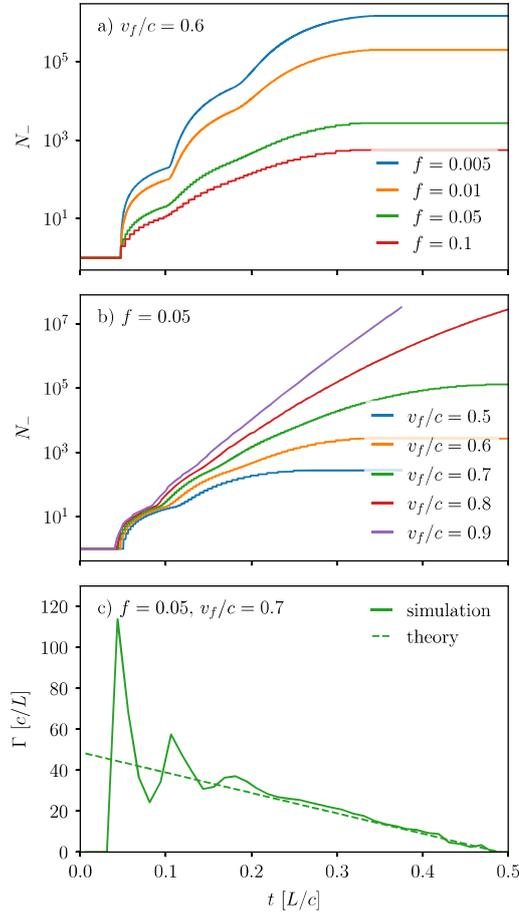 a) v_f/c = 0.6
10^5
10^3
10^1
N_−
f = 0.005
f = 0.01
f = 0.05
f = 0.1
b) f = 0.05
10^7
10^5
10^3
10^1
N_−
v_f/c = 0.5
v_f/c = 0.6
v_f/c = 0.7
v_f/c = 0.8
v_f/c = 0.9
c) f = 0.05, v_f/c = 0.7
simulation
theory
120
100
80
60
40
20
0
Γ [c/L]
0.0 0.1 0.2 0.3 0.4 0.5
t [L/c]